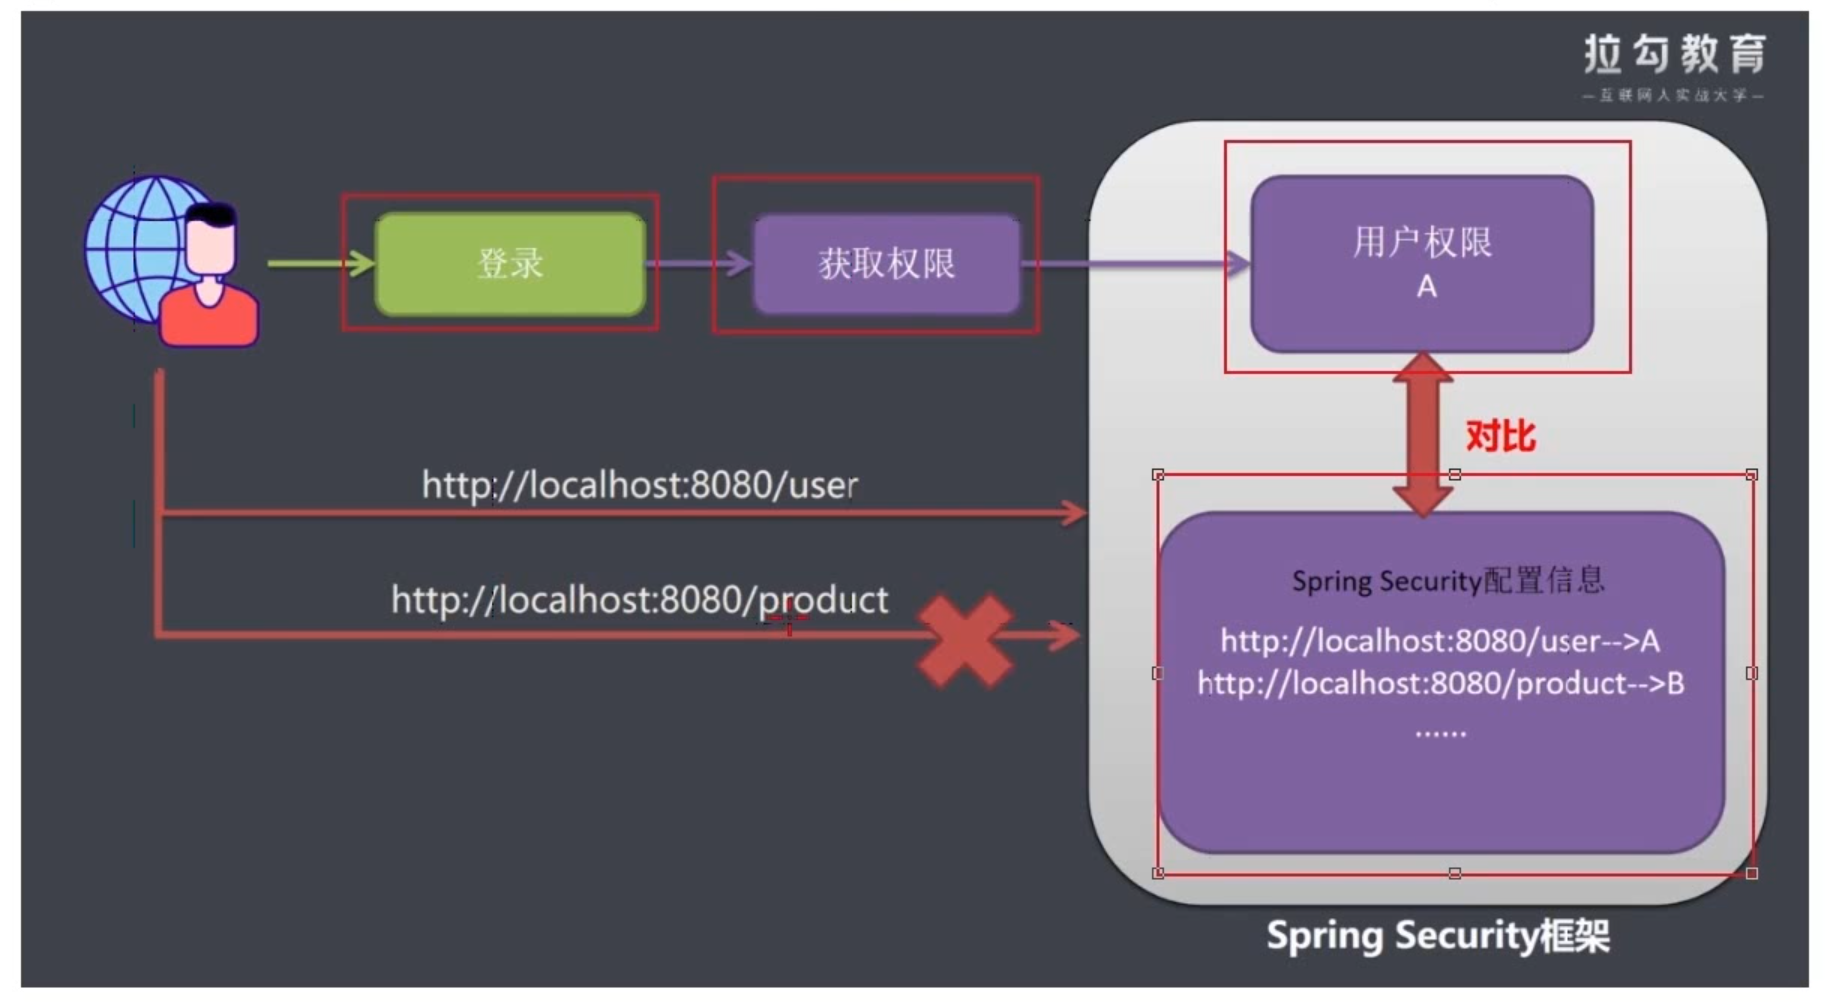 拉勾教育
—互联网人实战大学—
登录
获取权限
用户权限
A
对比
http://localhost:8080/user
http://localhost:8080/product
Spring Security配置信息
http://localhost:8080/user-->A
http://localhost:8080/product-->B
......
Spring Security框架